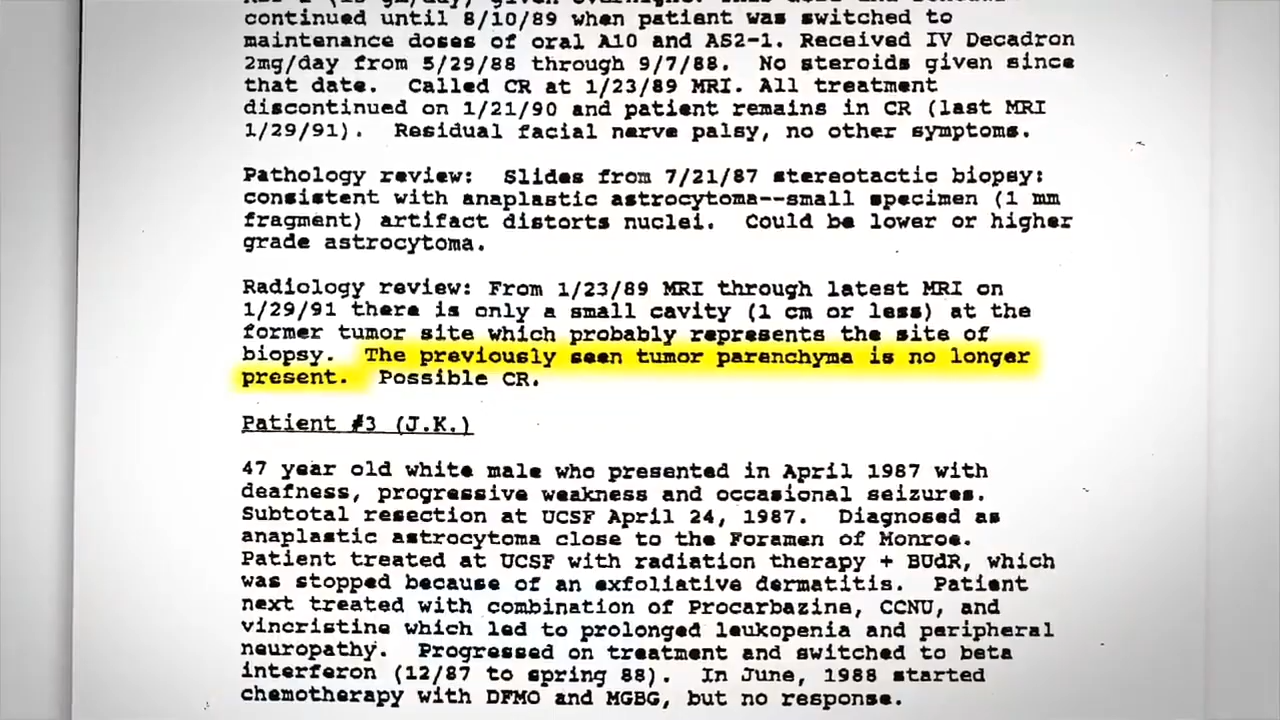 continued until 8/10/89 when patient was switched to
maintenance doses of oral A10 and AS2-1. Received IV Decadron
2mg/day from 5/29/88 through 9/7/88. No steroids given since
that date. Called CR at 1/23/89 MRI. All treatment
discontinued on 1/21/90 and patient remains in CR (last MRI
1/29/91). Residual facial nerve palsy, no other symptoms.
Pathology review: Slides from 7/21/87 stereotactic biopsy:
consistent with anaplastic astrocytoma--small specimen (1 mm
fragment) artifact distorts nuclei. Could be lower or higher
grade astrocytoma.
Radiology review: From 1/23/89 MRI through latest MRI on
1/29/91 there is only a small cavity (1 cm or less) at the
former tumor site which probably represents the site of
biopsy. The previously seen tumor parenchyma is no longer
present. Possible CR.
Patient #3 (J.K.)
47 year old white male who presented in April 1987 with
deafness, progressive weakness and occasional seizures.
Subtotal resection at UCSF April 24, 1987. Diagnosed as
anaplastic astrocytoma close to the Foramen of Monroe.
Patient treated at UCSF with radiation therapy + BUdR, which
was stopped because of an exfoliative dermatitis. Patient
next treated with combination of Procarbazine, CCNU, and
vincristine which led to prolonged leukopenia and peripheral
neuropathy. Progressed on treatment and switched to beta
interferon (12/87 to spring 88). In June, 1988 started
chemotherapy with DFMO and MGBG, but no response.